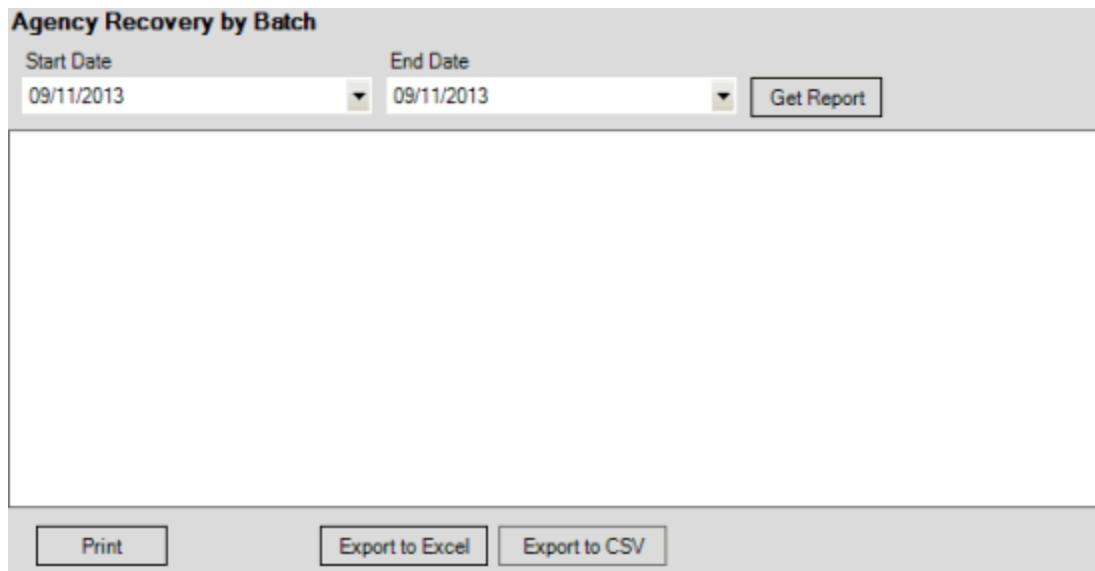 Agency Recovery by Batch
Start Date End Date
09/11/2013 09/11/2013 Get Report
Print Export to Excel Export to CSV